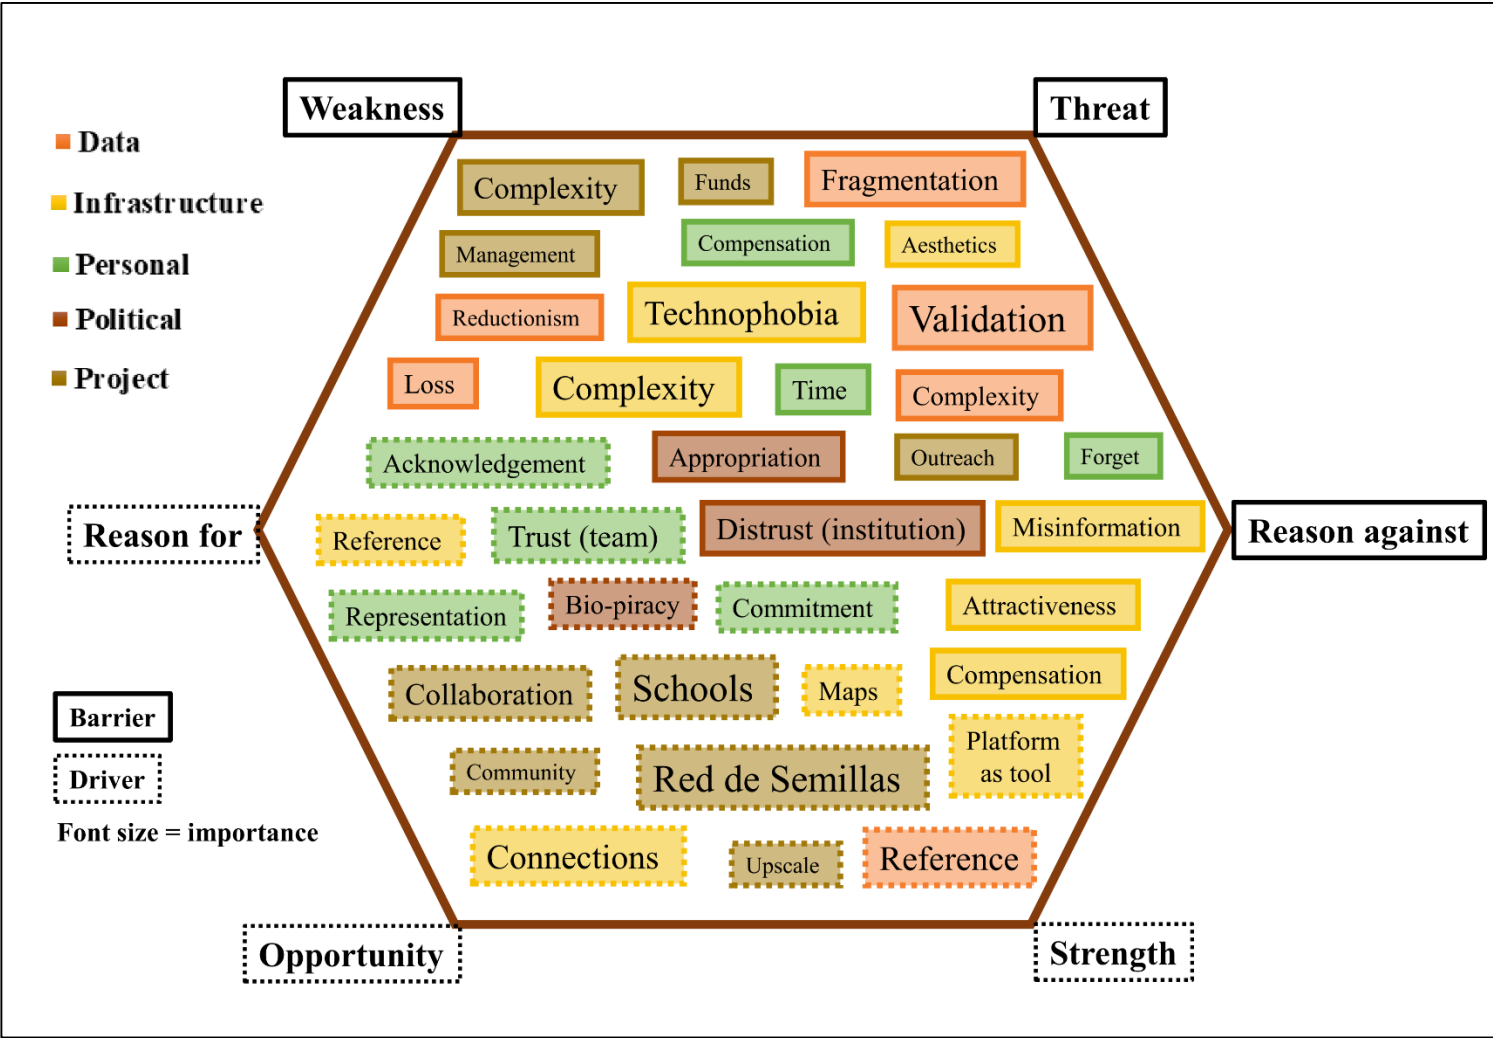 Weakness
Threat
Data
Infrastructure
Personal
Political
Project
Complexity
Funds
Fragmentation
Management
Compensation
Aesthetics
Reductionism
Technophobia
Validation
Loss
Complexity
Time
Complexity
Acknowledgement
Appropriation
Outreach
Forget
Reason for
Reference
Trust (team)
Distrust (institution)
Misinformation
Reason against
Representation
Bio-piracy
Commitment
Attractiveness
Collaboration
Schools
Maps
Compensation
Community
Red de Semillas
Platform
as tool
Connections
Upscale
Reference
Barrier
Driver
Font size = importance
Opportunity
Strength